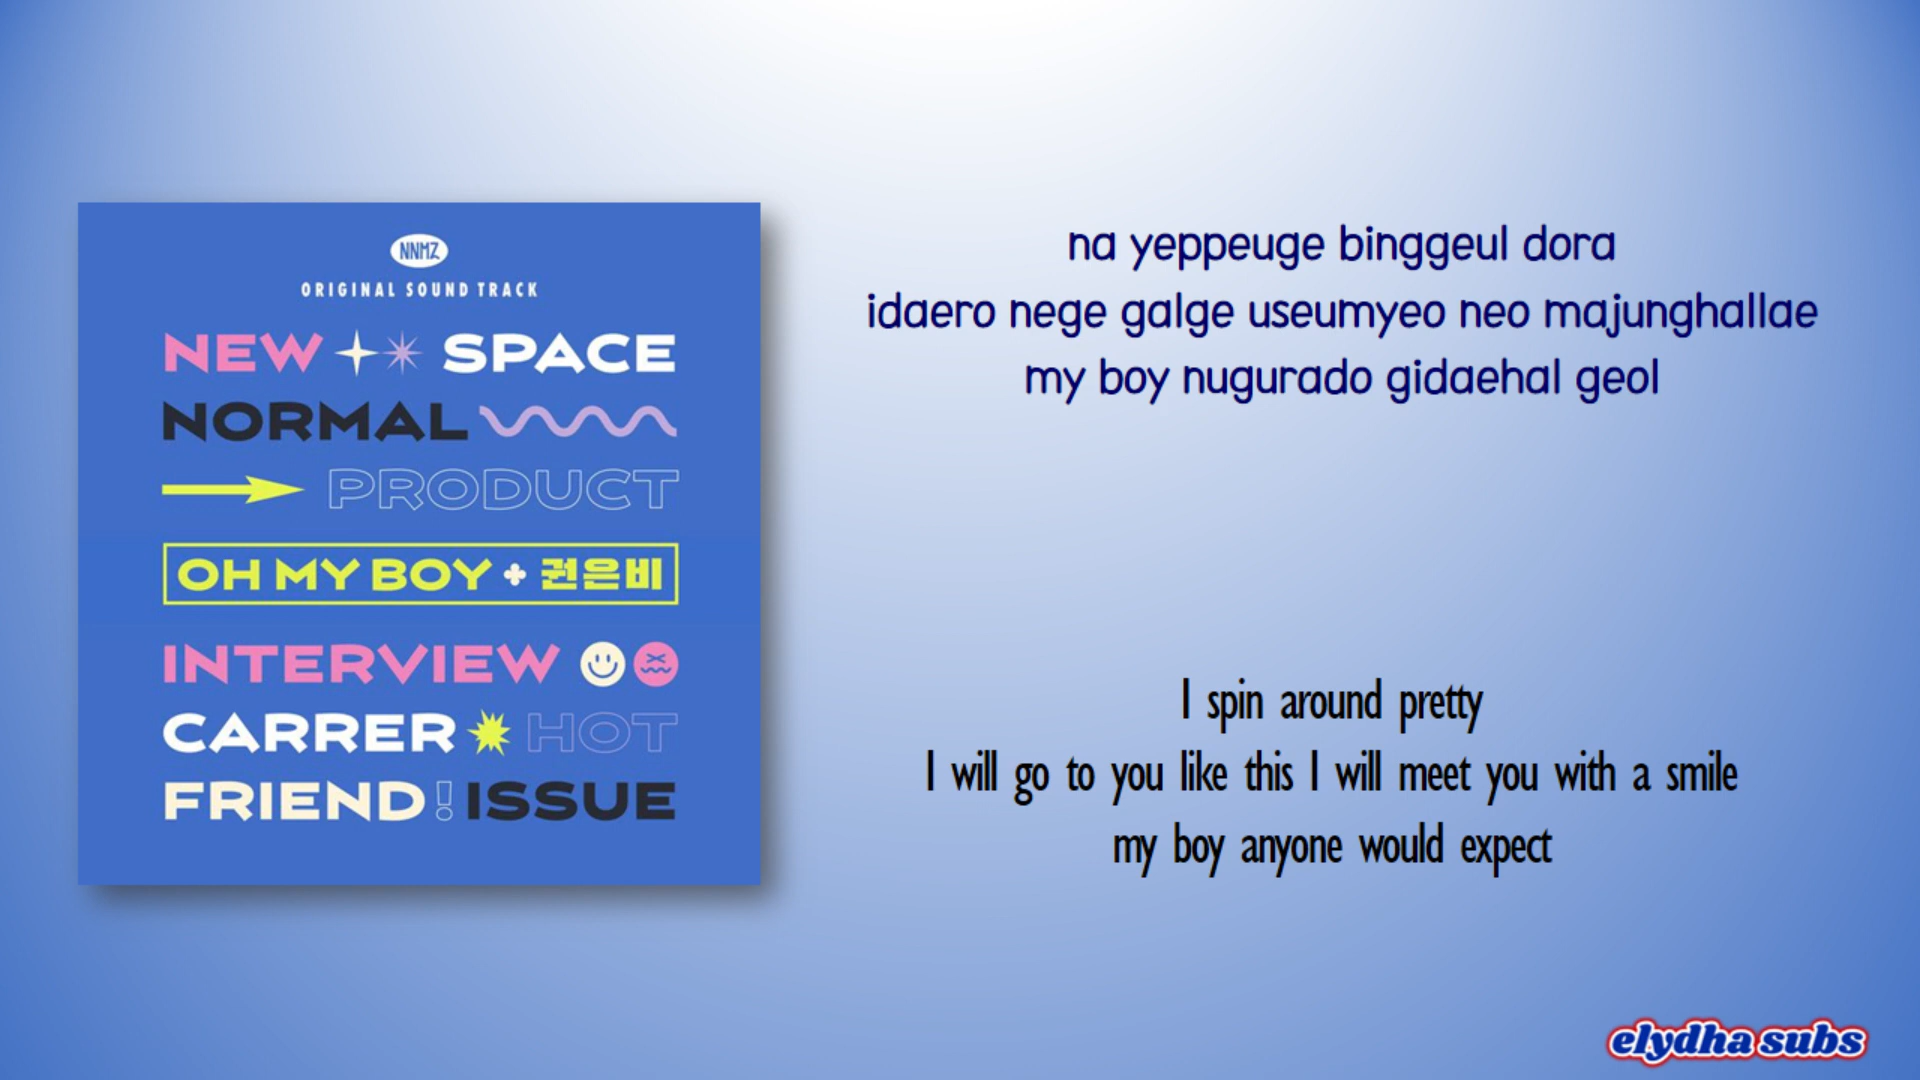 NNMZ
ORIGINAL SOUND TRACK
NEW SPACE
NORMAL
PRODUCT
OH MY BOY + 권은비
INTERVIEW
CARRER HOT
FRIEND ! ISSUE
na yeppeuge binggeul dora
idaero nege galge useumyeo neo majunghallae
my boy nugurado gidaehal geol
I spin around pretty
I will go to you like this I will meet you with a smile
my boy anyone would expect
elydha subs